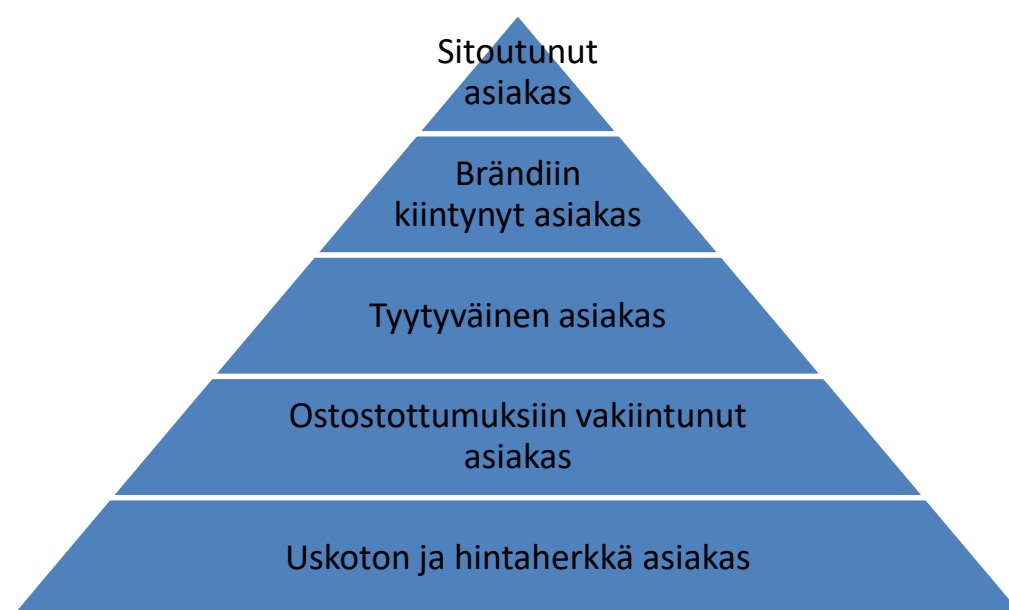 Sitoutunut
asiakas
Brändiin
kiintynyt asiakas
Tyytyväinen asiakas
Ostostottumuksiin vakiintunut
asiakas
Uskoton ja hintaherkkä asiakas